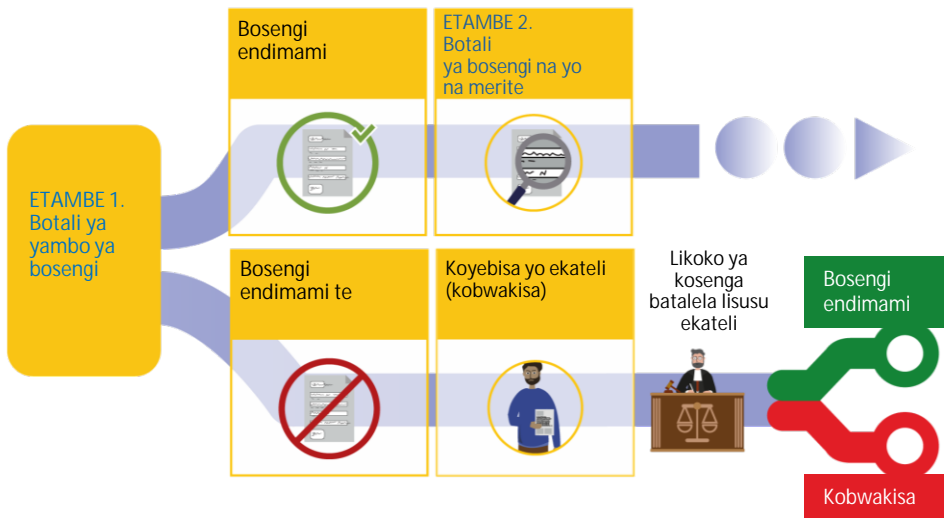 ETAMBE 1.
Botali ya
yambo ya
bosengi
Bosengi
endimami
ETAMBE 2.
Botali
ya bosengi na yo
na merite
Bosengi
endimami te
Koyebisa yo ekateli
(kobwakisa)
Likoko ya
kosenga
batalela lisusu
ekateli
Bosengi
endimami
Kobwakisa